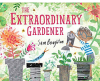 THE
EXTRAORDINARY
GARDENER
Sam Boughton